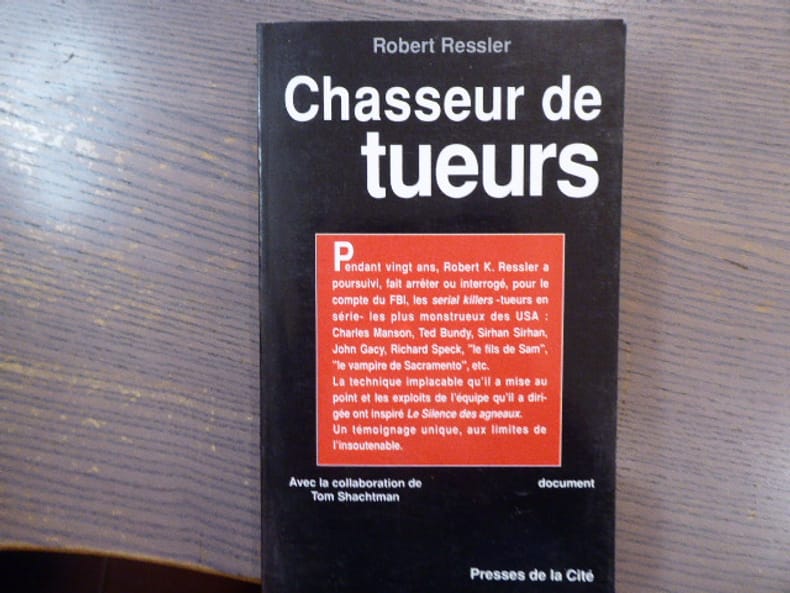 Robert Ressler
Chasseur de
tueurs
Pendant vingt ans, Robert K. Ressler a
poursuivi, fait arrêter ou interrogé, pour le
compte du FBI, les serial killers -tueurs en
série- les plus monstrueux des USA :
Charles Manson, Ted Bundy, Sirhan Sirhan,
John Gacy, Richard Speck, "le fils de Sam",
"le vampire de Sacramento", etc.
La technique implacable qu'il a mise au
point et les exploits de l'équipe qu'il a diri-
gée ont inspiré Le Silence des agneaux.
Un témoignage unique, aux limites de
l'insoutenable.
Avec la collaboration de
Tom Shachtman
document
Presses de la Cité